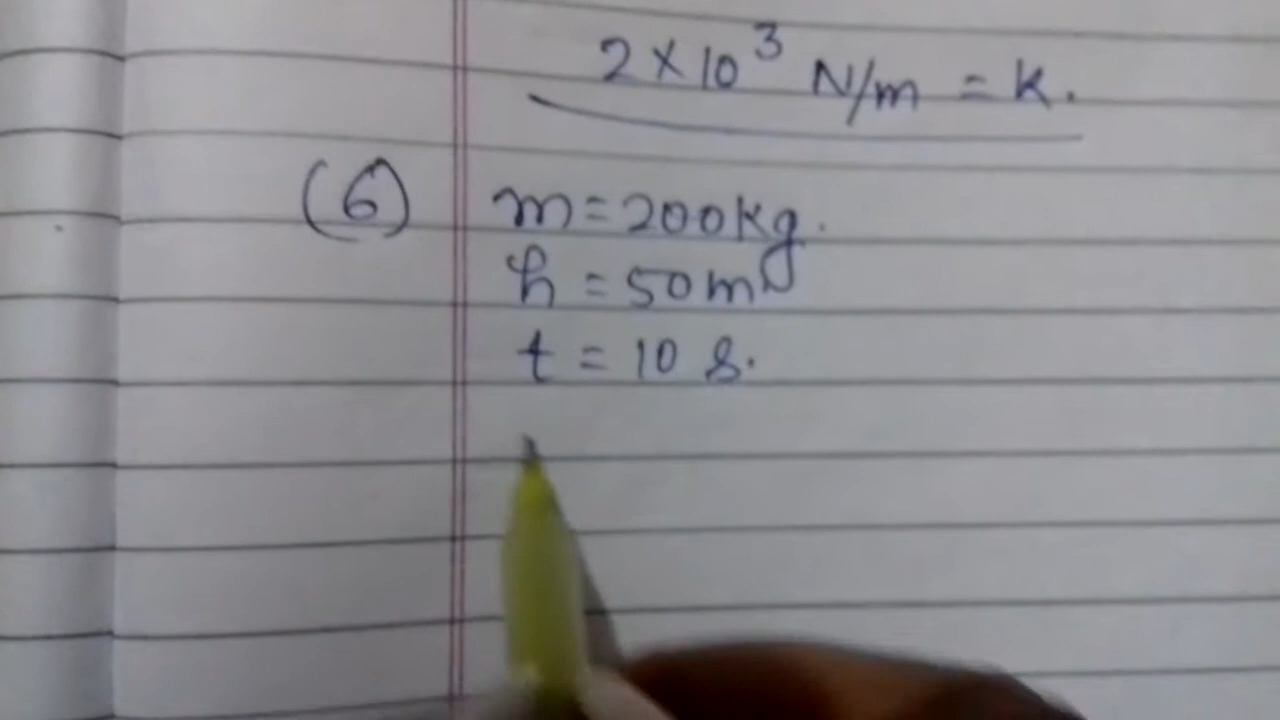 2 × 10³ N/m = K.
(6) m = 200 kg.
h = 50 m
t = 10 s.